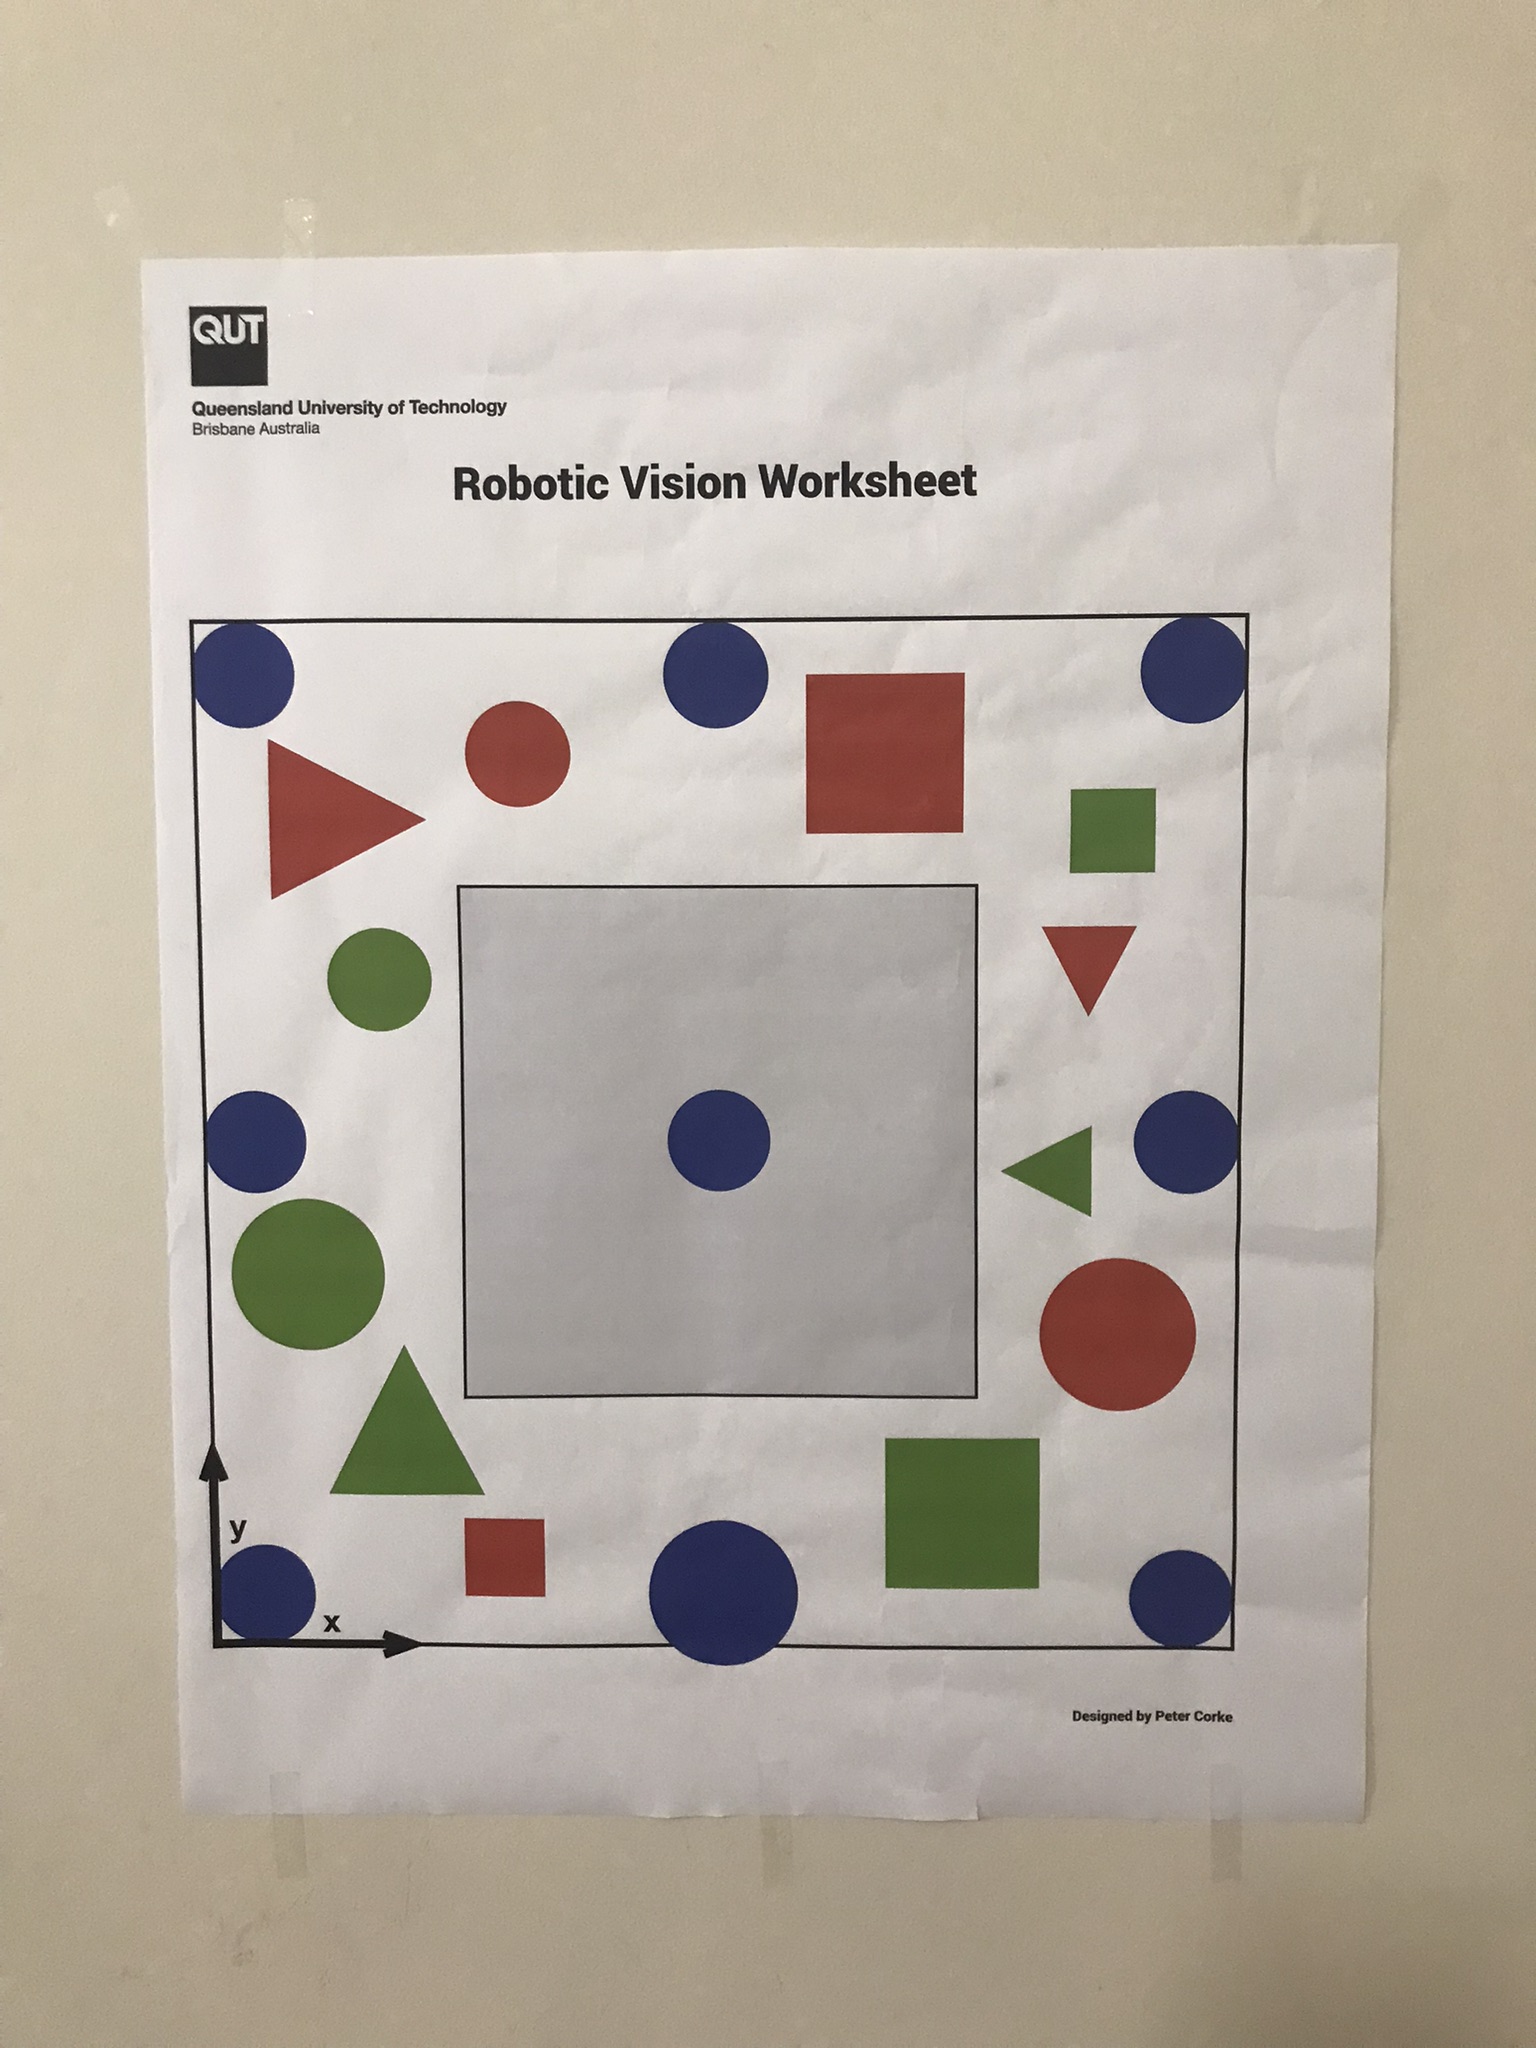 QUT
Queensland University of Technology
Brisbane Australia
Robotic Vision Worksheet
y
x
Designed by Peter Corke